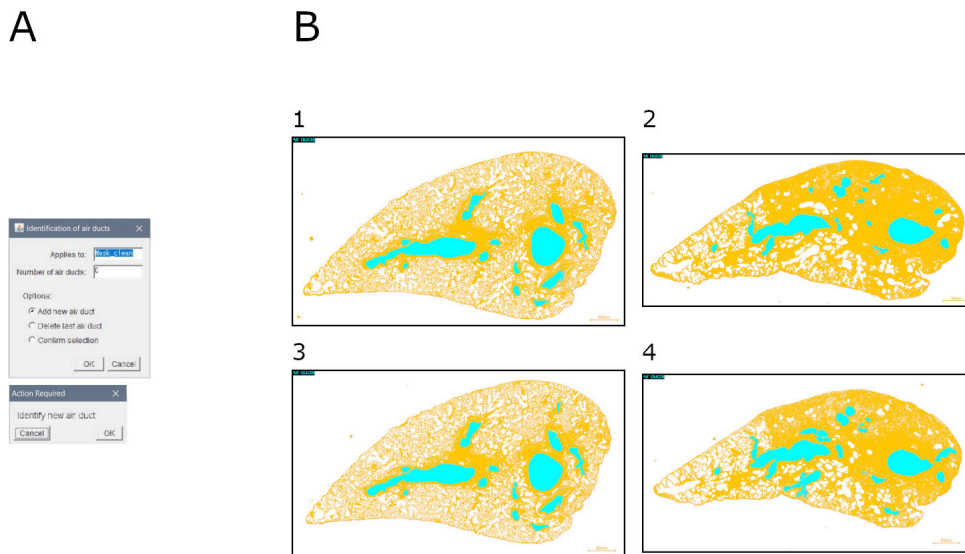 A
B
1
2
Identification of air ducts
Applies to: Mask_clean
Number of air ducts: 0
Options:
Add new air duct
Delete last air duct
Confirm selection
OK Cancel
3
4
Action Required
Identify new air duct
Cancel OK